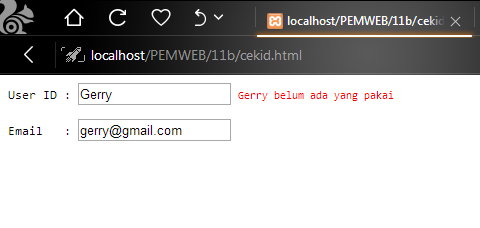 localhost/PEMWEB/11b/cekid
localhost/PEMWEB/11b/cekid.html
User ID : Gerry Gerry belum ada yang pakai
Email : gerry@gmail.com